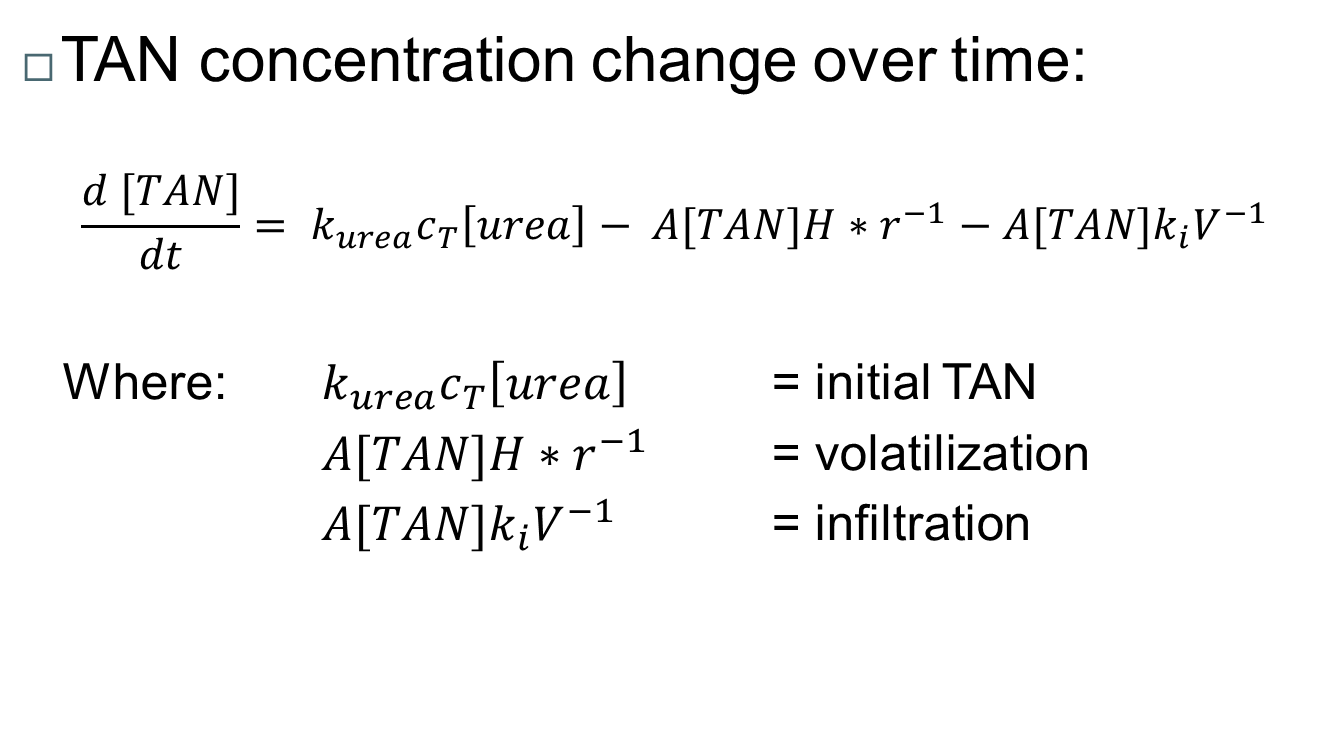 TAN concentration change over time:
d [TAN]/dt = k_urea c_T[urea] − A[TAN]H ∗ r⁻¹ − A[TAN]k_i V⁻¹
Where: k_urea c_T[urea] = initial TAN
A[TAN]H ∗ r⁻¹ = volatilization
A[TAN]k_i V⁻¹ = infiltration